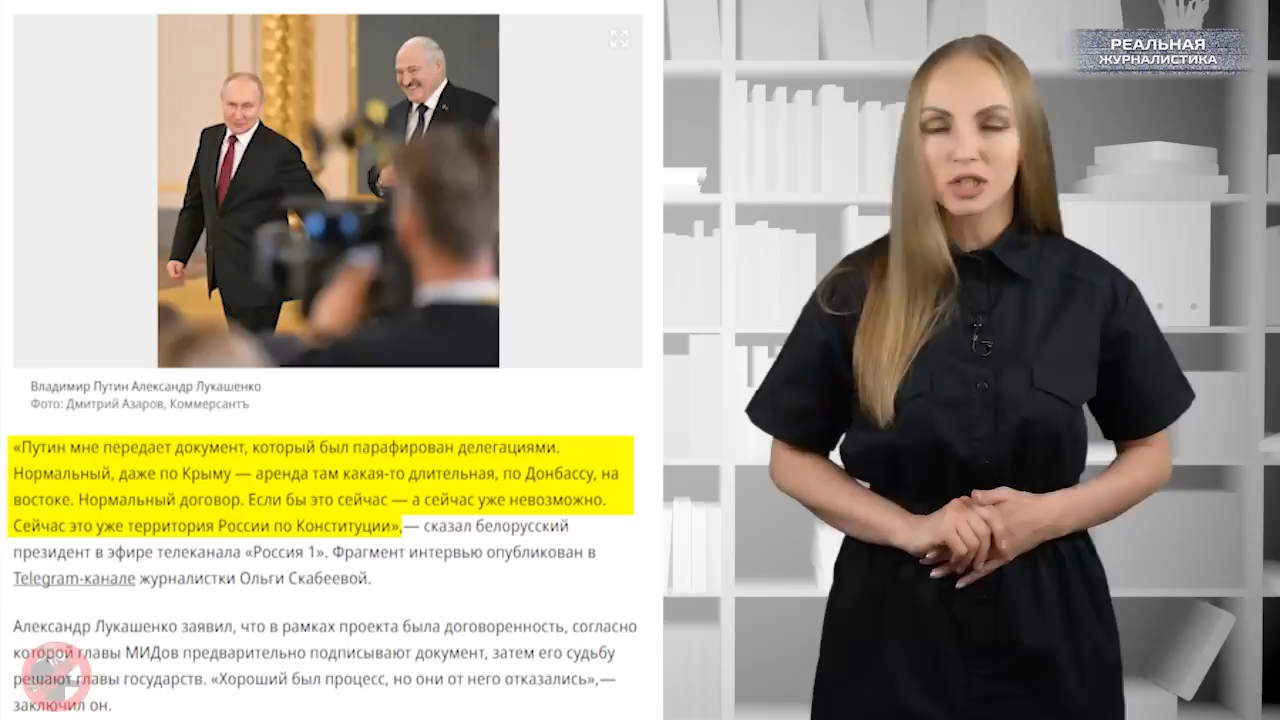 РЕАЛЬНАЯ
ЖУРНАЛИСТИКА
Владимир Путин Александр Лукашенко
Фото: Дмитрий Азаров, Коммерсантъ
«Путин мне передает документ, который был парафирован делегациями.
Нормальный, даже по Крыму — аренда там какая-то длительная, по Донбассу, на
востоке. Нормальный договор. Если бы это сейчас — а сейчас уже невозможно.
Сейчас это уже территория России по Конституции»,— сказал белорусский
президент в эфире телеканала «Россия 1». Фрагмент интервью опубликован в
Telegram-канале журналистки Ольги Скабеевой.
Александр Лукашенко заявил, что в рамках проекта была договоренность, согласно
которой главы МИДов предварительно подписывают документ, затем его судьбу
решают главы государств. «Хороший был процесс, но они от него отказались»,—
заключил он.